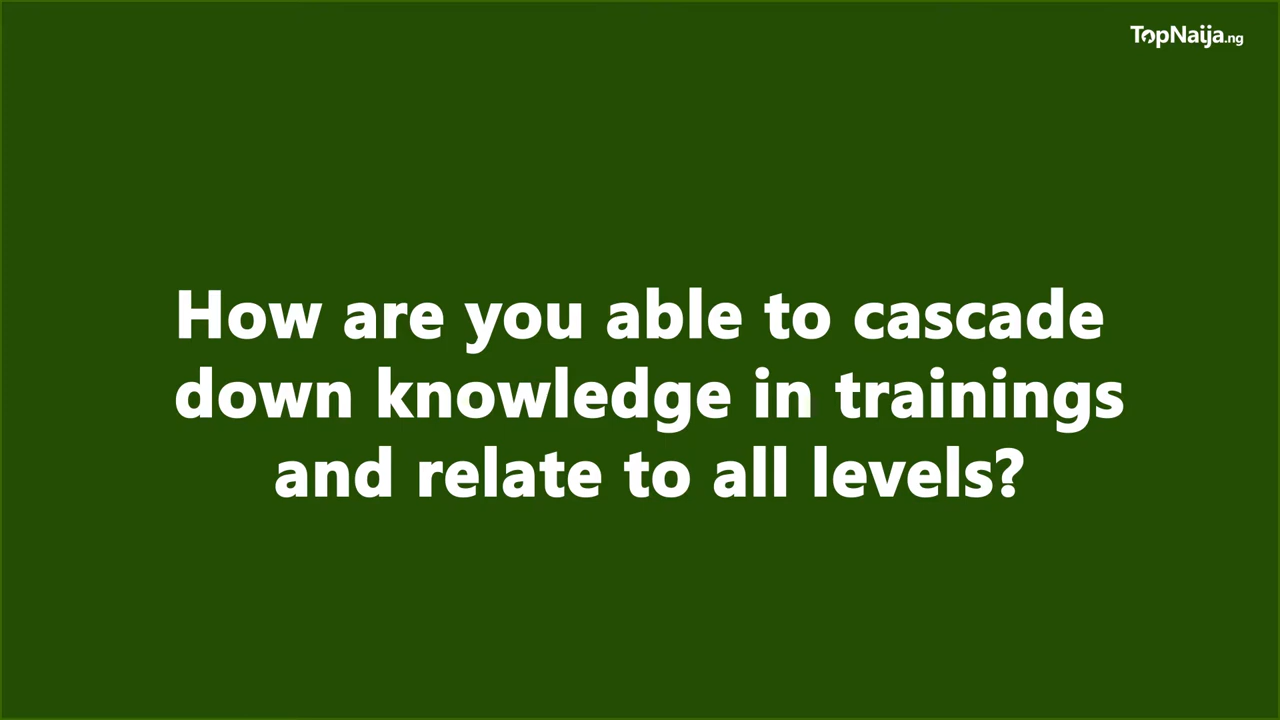 TopNaija.ng
How are you able to cascade
down knowledge in trainings
and relate to all levels?